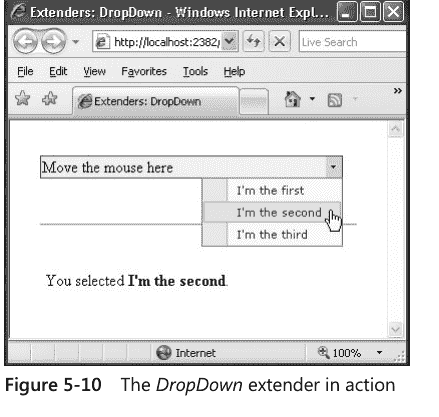 Extenders: DropDown - Windows Internet Expl...
http://localhost:2382/
Live Search
File Edit View Favorites Tools Help
Extenders: DropDown
»
Move the mouse here
I'm the first
I'm the second
I'm the third
You selected I'm the second.
Internet 100%
Figure 5-10 The DropDown extender in action